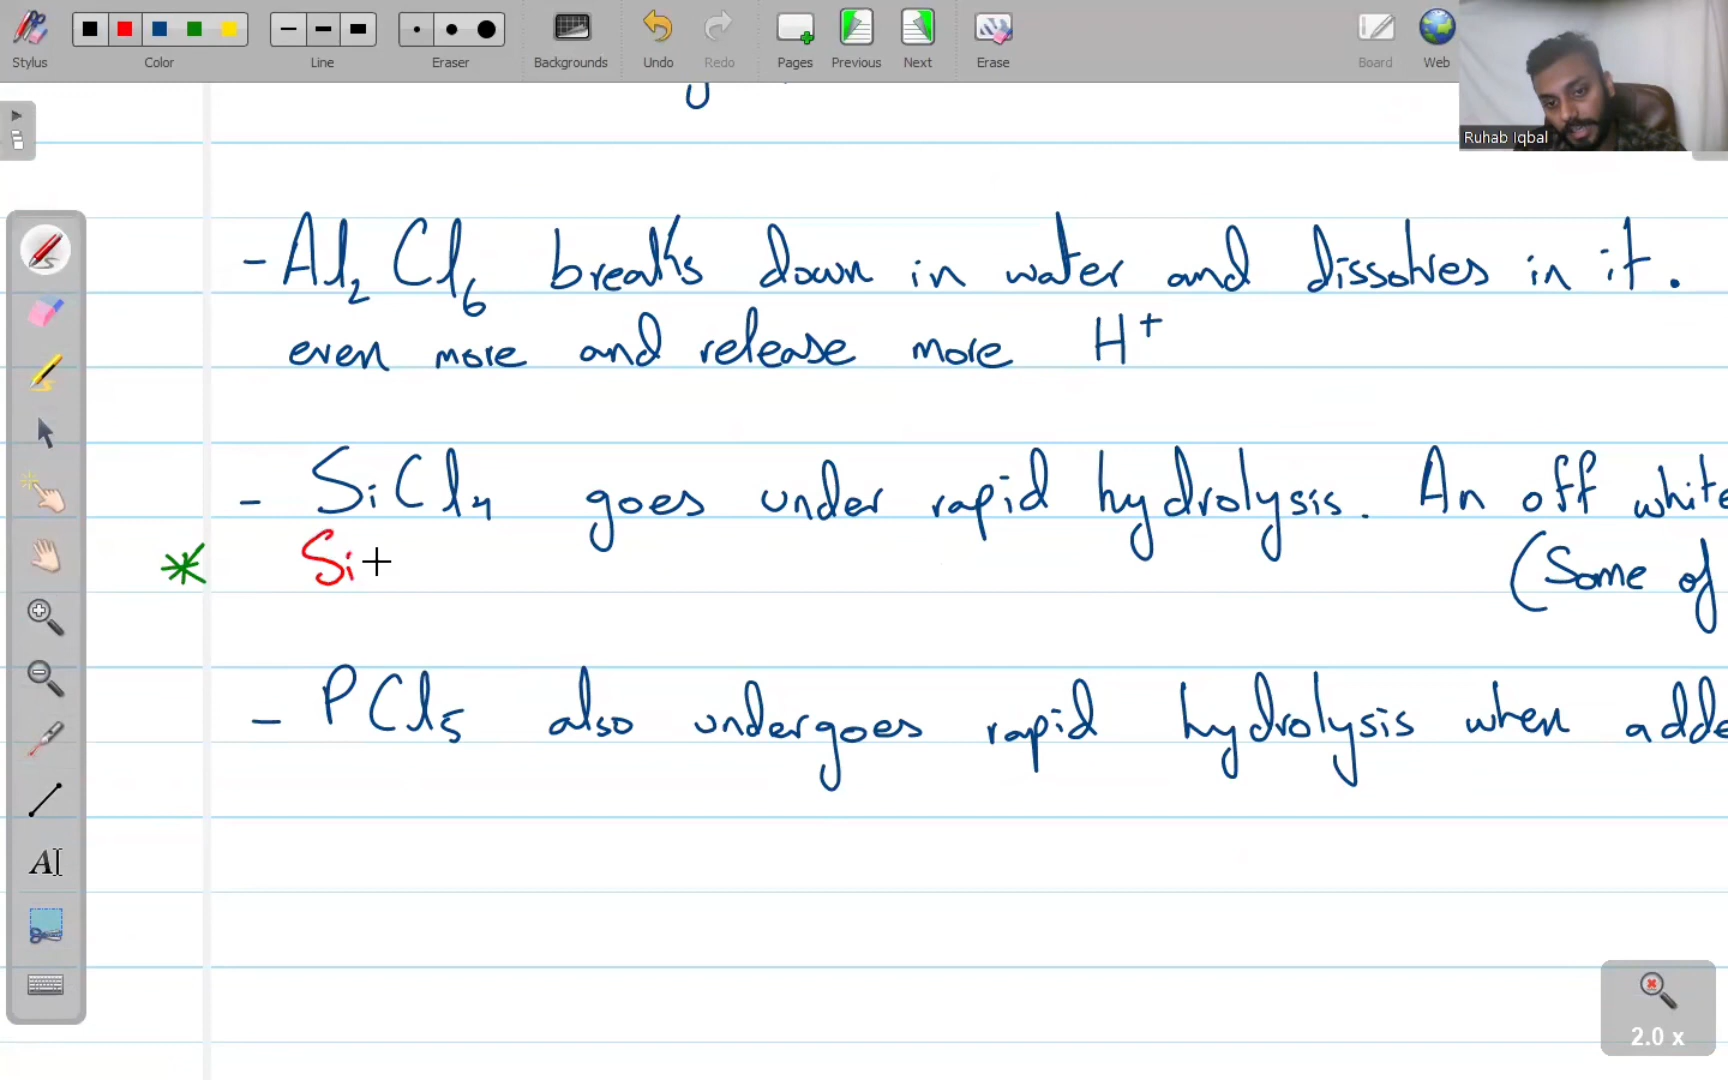 Stylus
Color
Line
Eraser
Backgrounds
Undo
Redo
Pages
Previous
Next
Erase
Board
Web
Ruhab Iqbal
- Al₂Cl₆ breaks down in water and dissolves in it.
even more and release more H⁺
- SiCl₄ goes under rapid hydrolysis. An off white
* Si
(Some of
- PCl₅ also undergoes rapid hydrolysis when adde
2.0 x